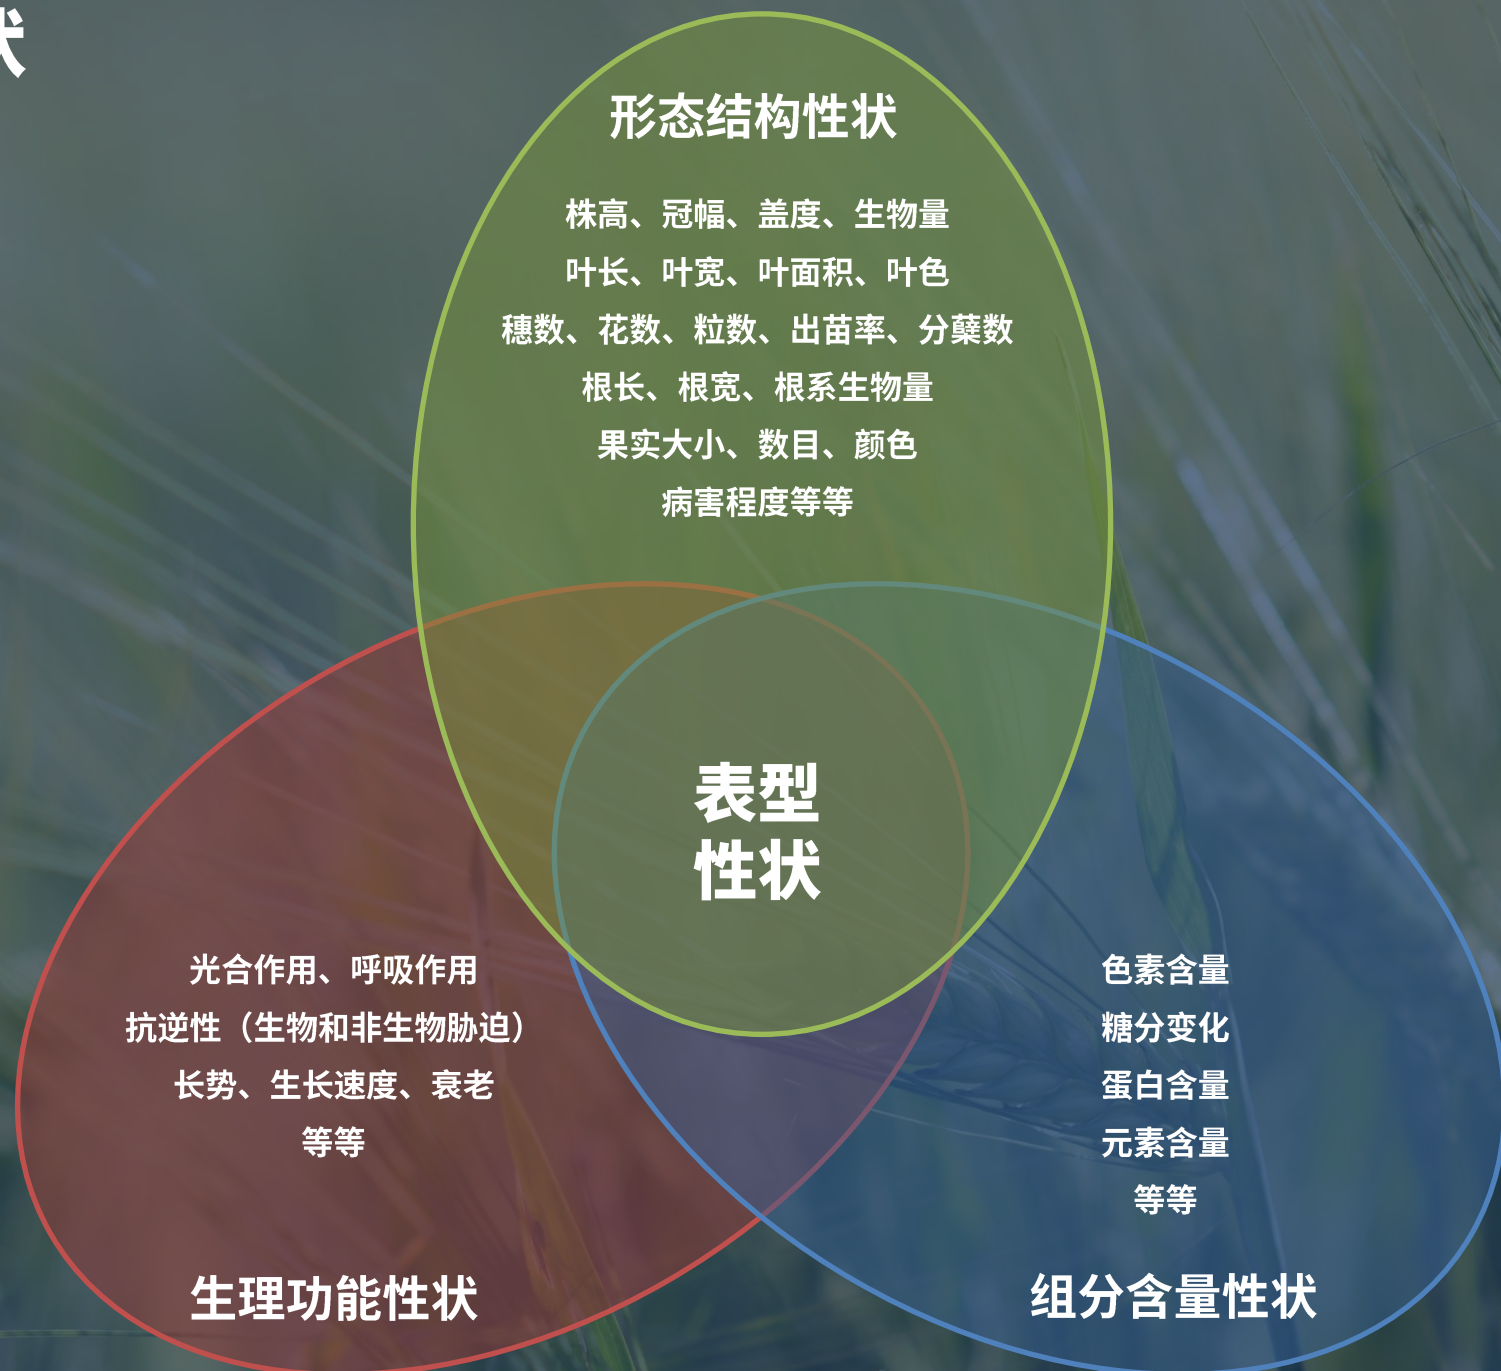 状
形态结构性状
株高、冠幅、盖度、生物量
叶长、叶宽、叶面积、叶色
穗数、花数、粒数、出苗率、分蘖数
根长、根宽、根系生物量
果实大小、数目、颜色
病害程度等等
表型
性状
光合作用、呼吸作用
抗逆性（生物和非生物胁迫）
长势、生长速度、衰老
等等
生理功能性状
色素含量
糖分变化
蛋白含量
元素含量
等等
组分含量性状